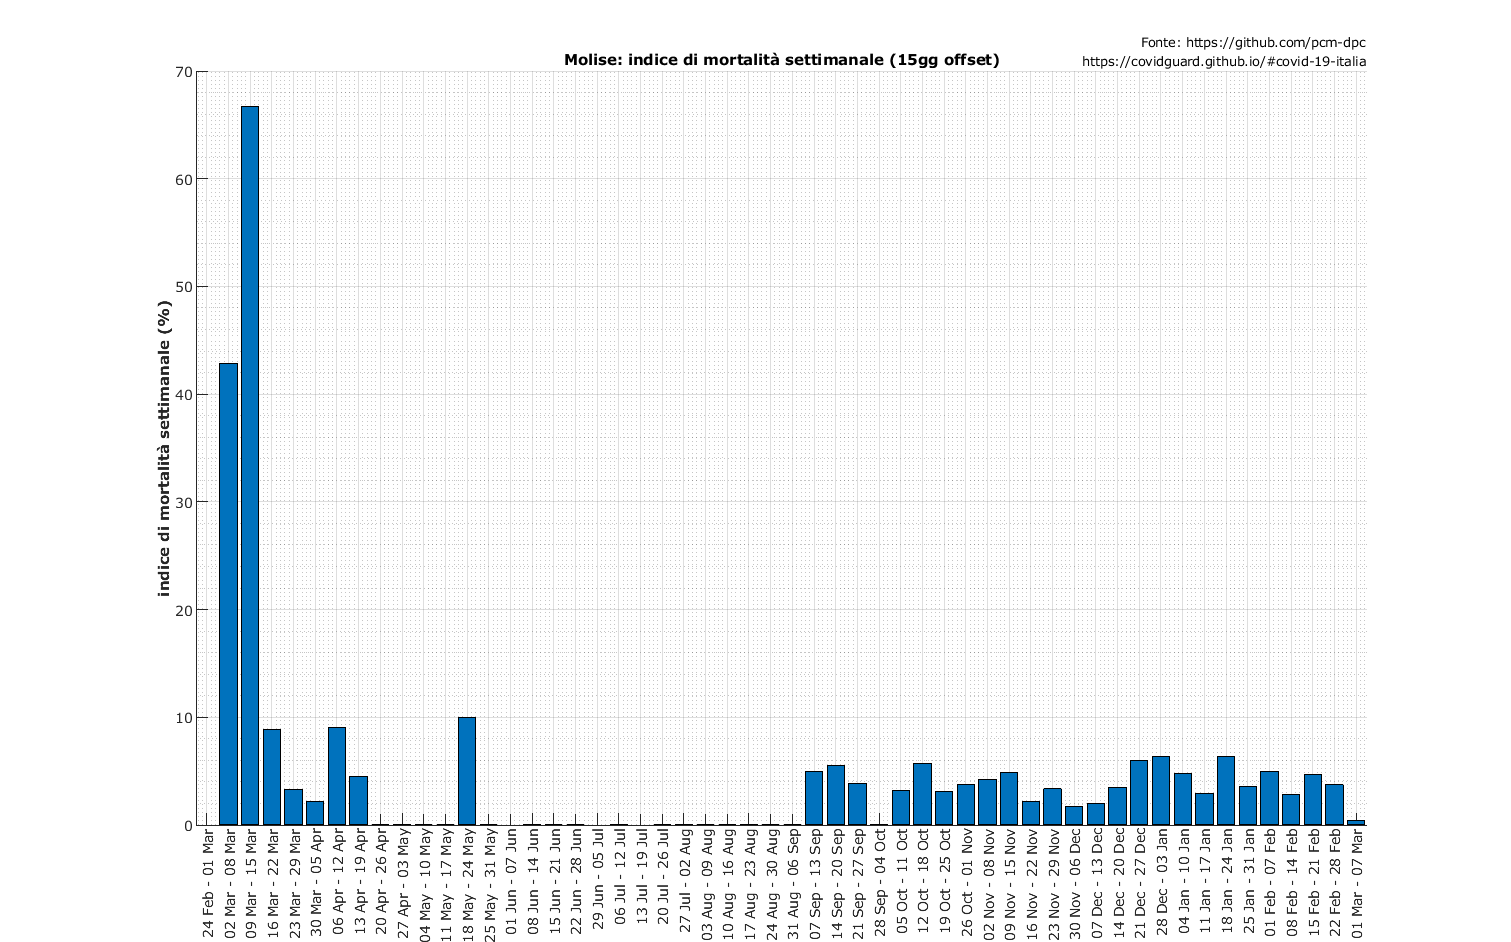 Fonte: https://github.com/pcm-dpc
Molise: indice di mortalità settimanale (15gg offset)
https://covidguard.github.io/#covid-19-italia
indice di mortalità settimanale (%)
70
60
50
40
30
20
10
0
24 Feb - 01 Mar
02 Mar - 08 Mar
09 Mar - 15 Mar
16 Mar - 22 Mar
23 Mar - 29 Mar
30 Mar - 05 Apr
06 Apr - 12 Apr
13 Apr - 19 Apr
20 Apr - 26 Apr
27 Apr - 03 May
04 May - 10 May
11 May - 17 May
18 May - 24 May
25 May - 31 May
01 Jun - 07 Jun
08 Jun - 14 Jun
15 Jun - 21 Jun
22 Jun - 28 Jun
29 Jun - 05 Jul
06 Jul - 12 Jul
13 Jul - 19 Jul
20 Jul - 26 Jul
27 Jul - 02 Aug
03 Aug - 09 Aug
10 Aug - 16 Aug
17 Aug - 23 Aug
24 Aug - 30 Aug
31 Aug - 06 Sep
07 Sep - 13 Sep
14 Sep - 20 Sep
21 Sep - 27 Sep
28 Sep - 04 Oct
05 Oct - 11 Oct
12 Oct - 18 Oct
19 Oct - 25 Oct
26 Oct - 01 Nov
02 Nov - 08 Nov
09 Nov - 15 Nov
16 Nov - 22 Nov
23 Nov - 29 Nov
30 Nov - 06 Dec
07 Dec - 13 Dec
14 Dec - 20 Dec
21 Dec - 27 Dec
28 Dec - 03 Jan
04 Jan - 10 Jan
11 Jan - 17 Jan
18 Jan - 24 Jan
25 Jan - 31 Jan
01 Feb - 07 Feb
08 Feb - 14 Feb
15 Feb - 21 Feb
22 Feb - 28 Feb
01 Mar - 07 Mar